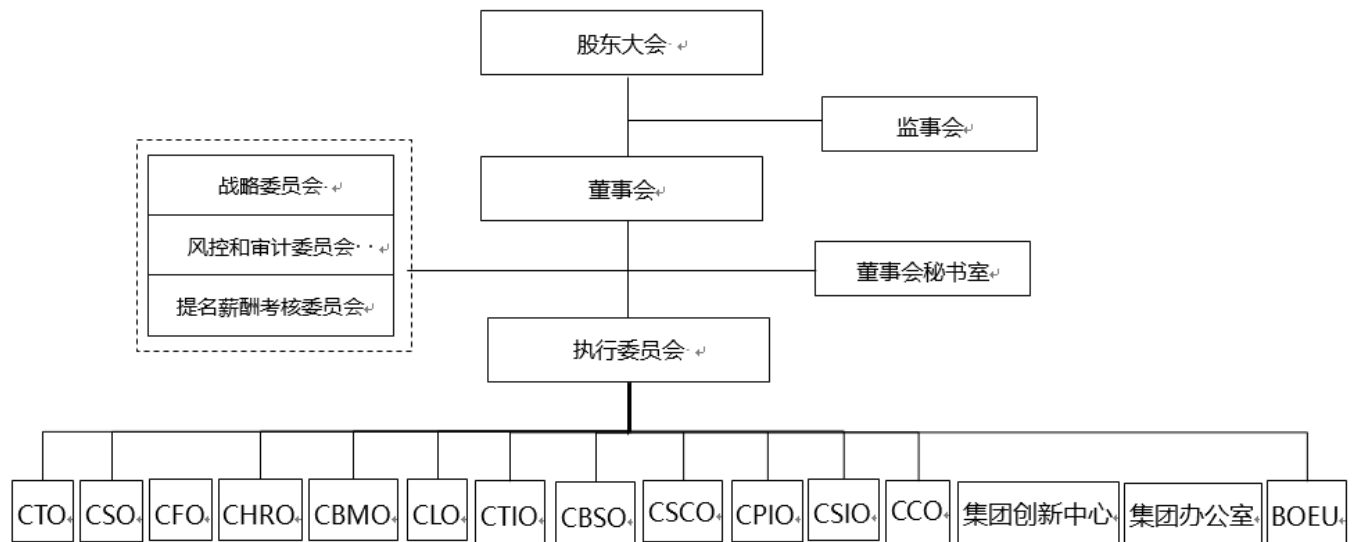 股东大会
监事会
战略委员会
董事会
风控和审计委员会
董事会秘书室
提名薪酬考核委员会
执行委员会
CTO CSO CFO CHRO CBMO CLO CTIO CBSO CSCO CPIO CSIO CCO 集团创新中心 集团办公室 BOEU